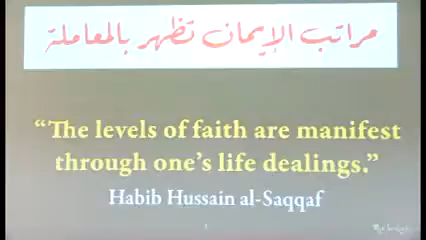 مراتب الإيمان تظهر بالمعاملة
“The levels of faith are manifest
through one’s life dealings.”
Habib Hussain al-Saqqaf